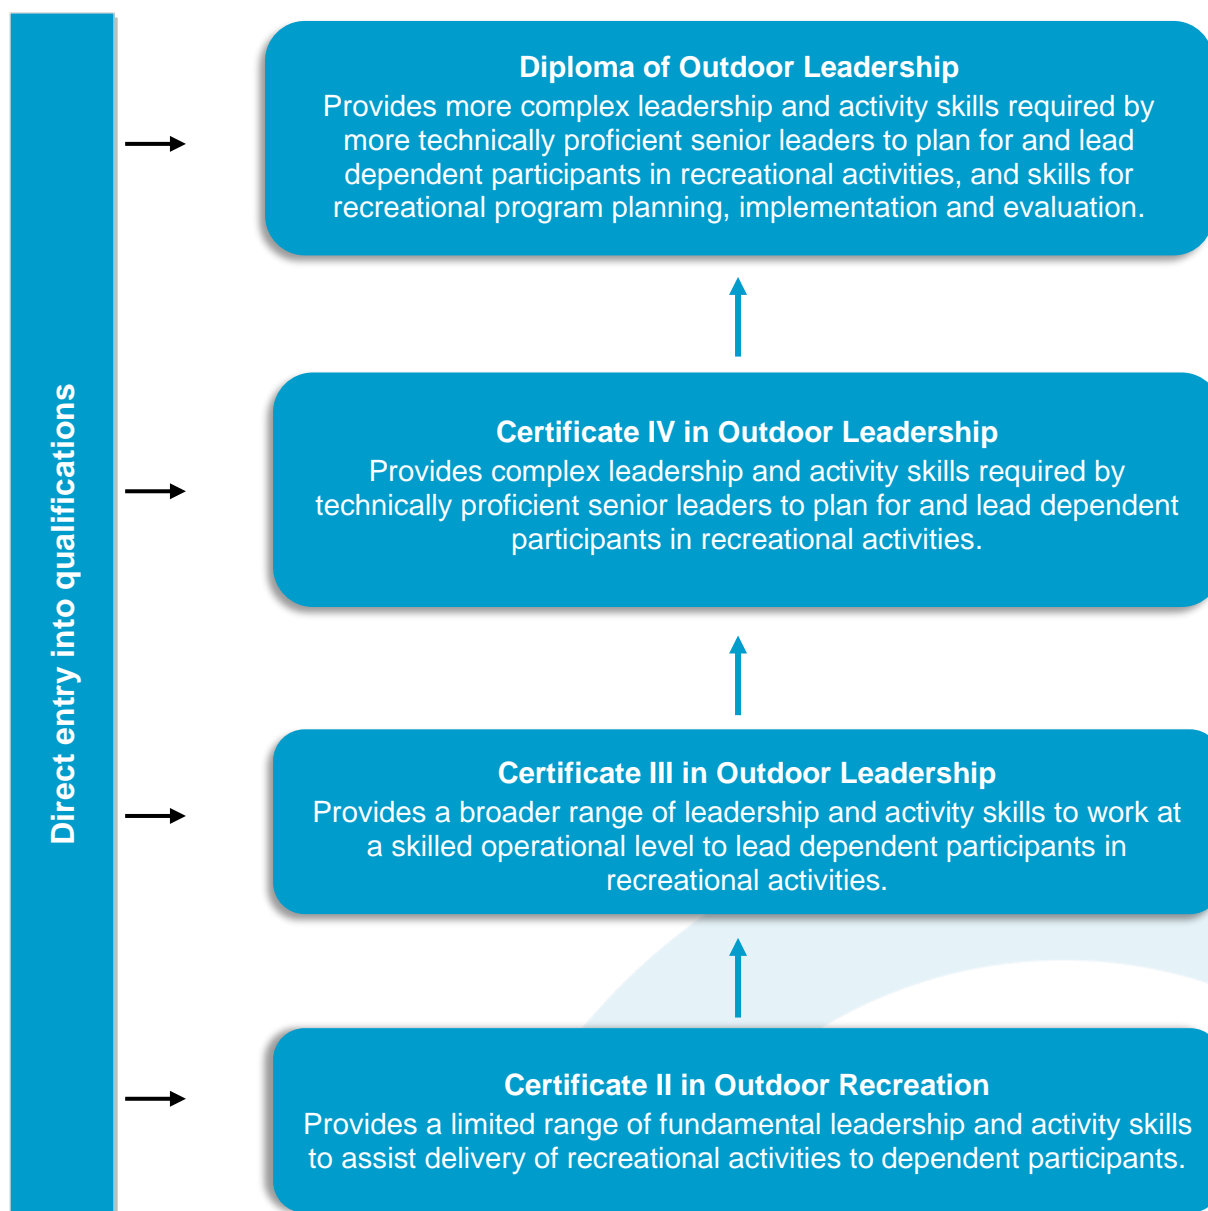 Direct entry into qualifications
Diploma of Outdoor Leadership
Provides more complex leadership and activity skills required by
more technically proficient senior leaders to plan for and lead
dependent participants in recreational activities, and skills for
recreational program planning, implementation and evaluation.
Certificate IV in Outdoor Leadership
Provides complex leadership and activity skills required by
technically proficient senior leaders to plan for and lead dependent
participants in recreational activities.
Certificate III in Outdoor Leadership
Provides a broader range of leadership and activity skills to work at
a skilled operational level to lead dependent participants in
recreational activities.
Certificate II in Outdoor Recreation
Provides a limited range of fundamental leadership and activity skills
to assist delivery of recreational activities to dependent participants.